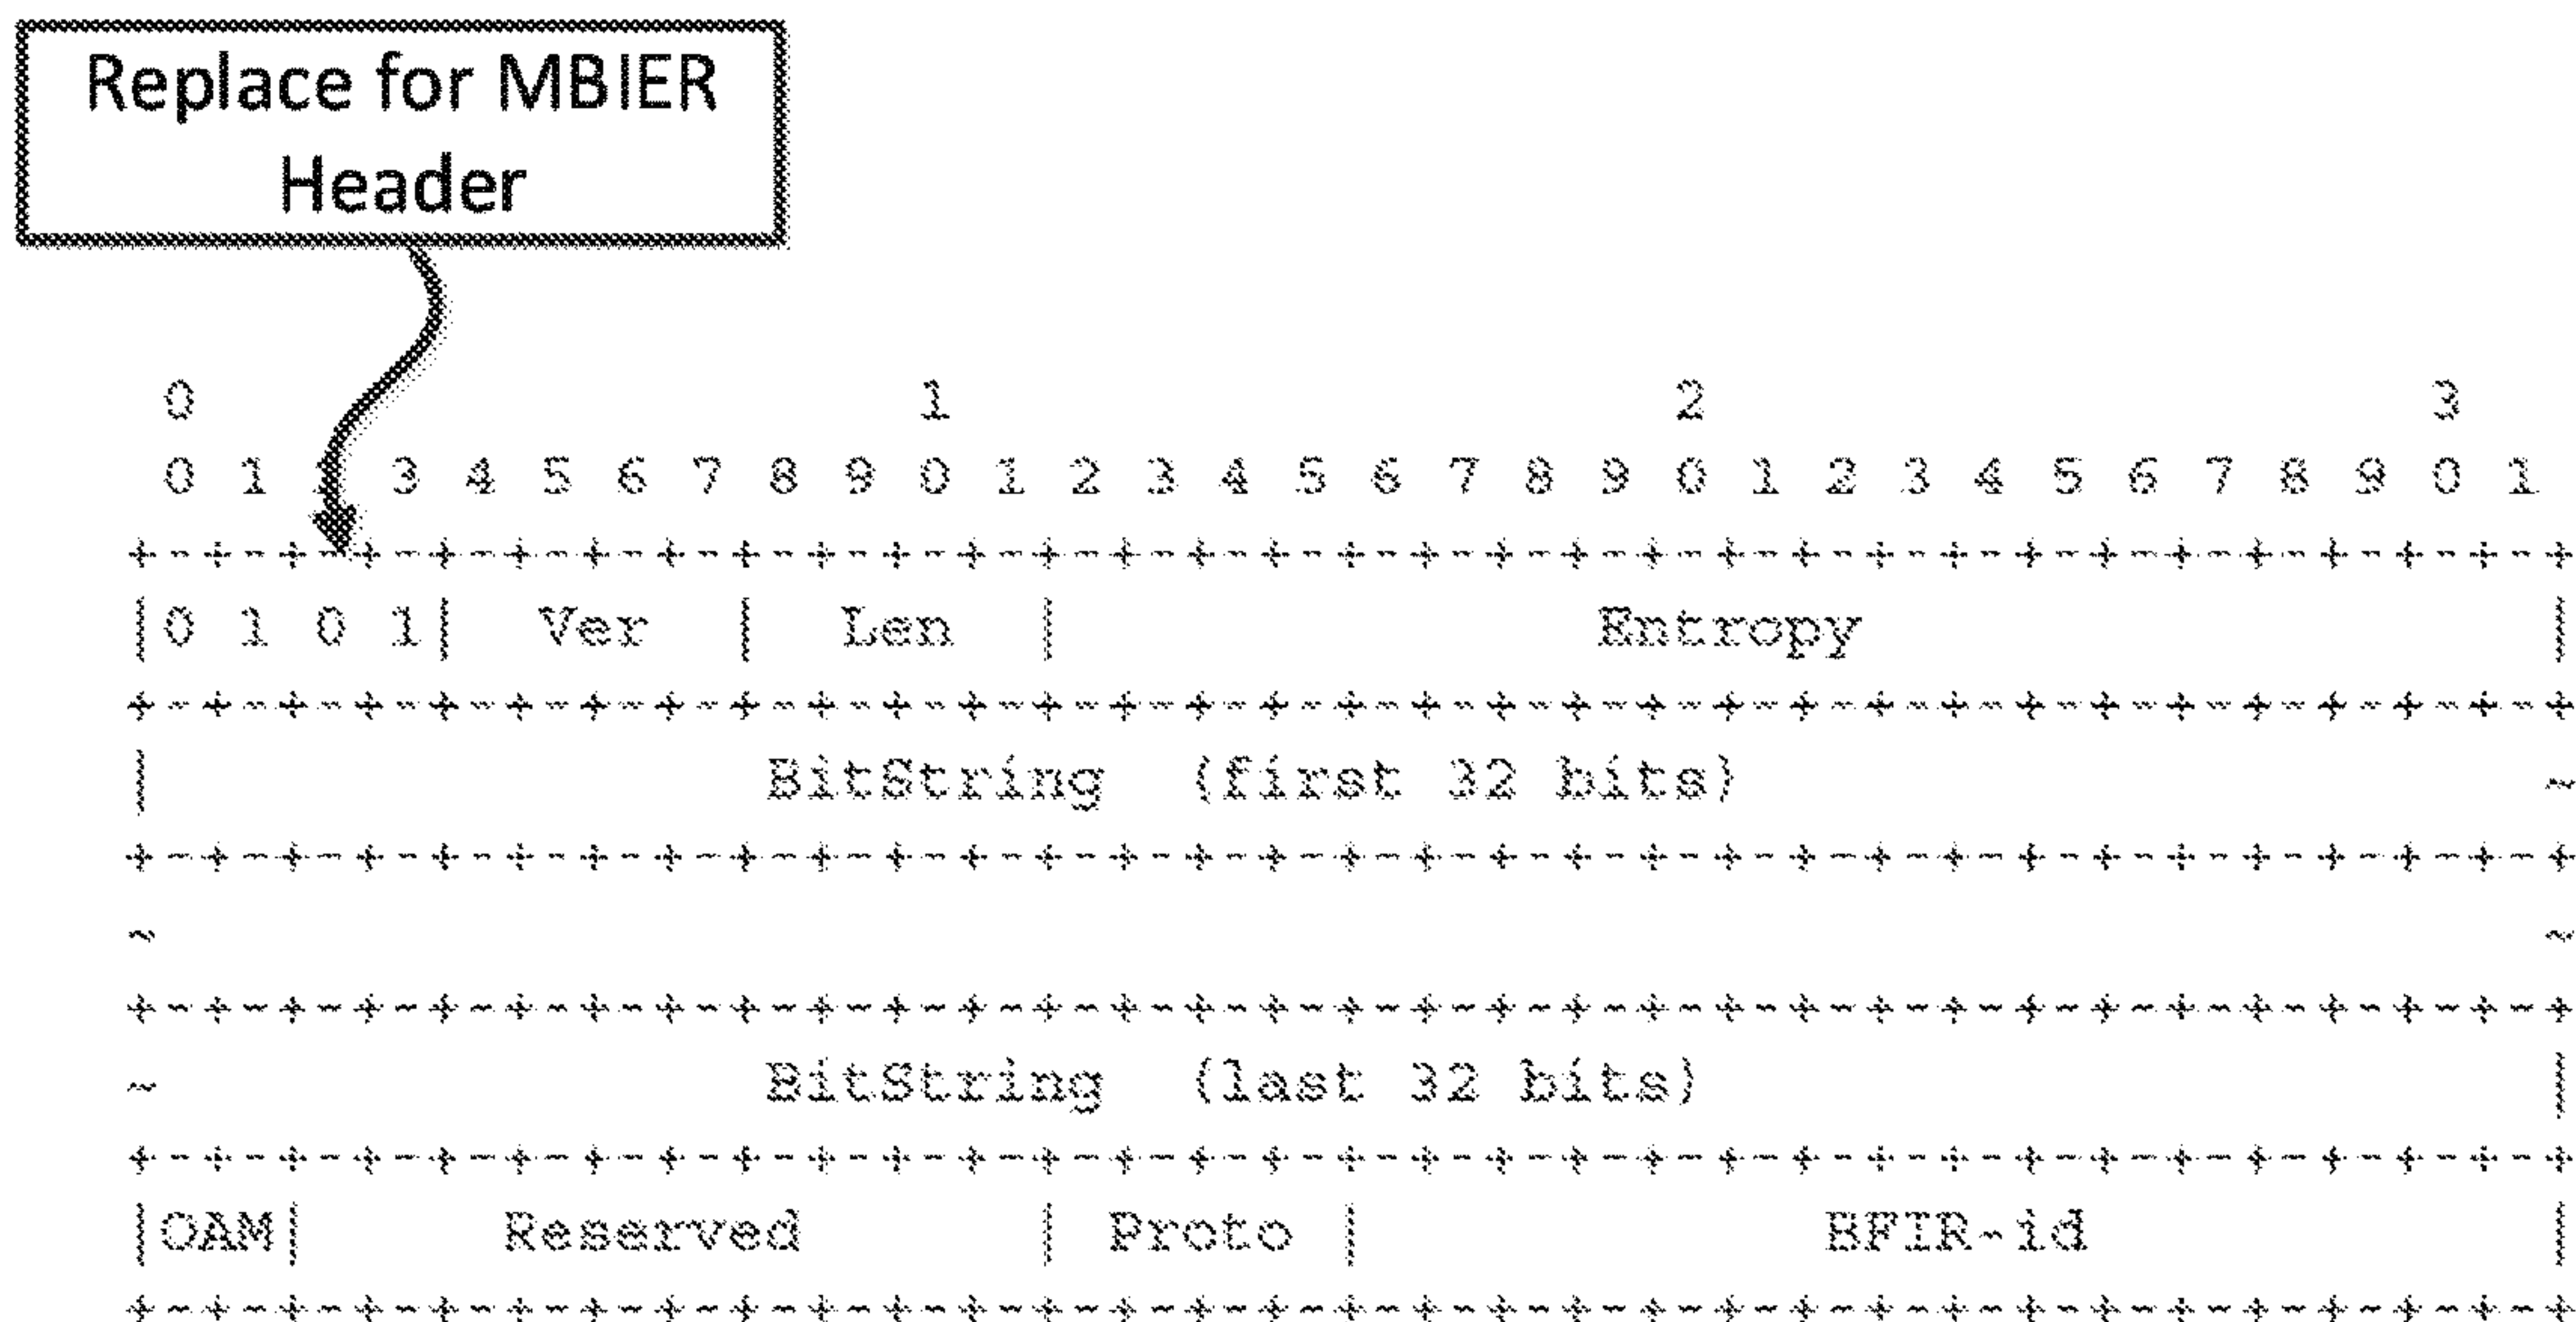 Replace for MBIER
Header
0 1 2 3
0 1 3 4 5 6 7 8 9 0 1 2 3 4 5 6 7 8 9 0 1 2 3 4 5 6 7 8 9 0 1
+-+-+-+-+-+-+-+-+-+-+-+-+-+-+-+-+-+-+-+-+-+-+-+-+-+-+-+-+-+-+-+-+
|0 1 0 1| Ver | Len | Entropy |
+-+-+-+-+-+-+-+-+-+-+-+-+-+-+-+-+-+-+-+-+-+-+-+-+-+-+-+-+-+-+-+-+
| BitString (first 32 bits) ~
+-+-+-+-+-+-+-+-+-+-+-+-+-+-+-+-+-+-+-+-+-+-+-+-+-+-+-+-+-+-+-+-+
~ ~
+-+-+-+-+-+-+-+-+-+-+-+-+-+-+-+-+-+-+-+-+-+-+-+-+-+-+-+-+-+-+-+-+
~ BitString (last 32 bits) |
+-+-+-+-+-+-+-+-+-+-+-+-+-+-+-+-+-+-+-+-+-+-+-+-+-+-+-+-+-+-+-+-+
|OAM| Reserved | Proto | BFIR-id |
+-+-+-+-+-+-+-+-+-+-+-+-+-+-+-+-+-+-+-+-+-+-+-+-+-+-+-+-+-+-+-+-+